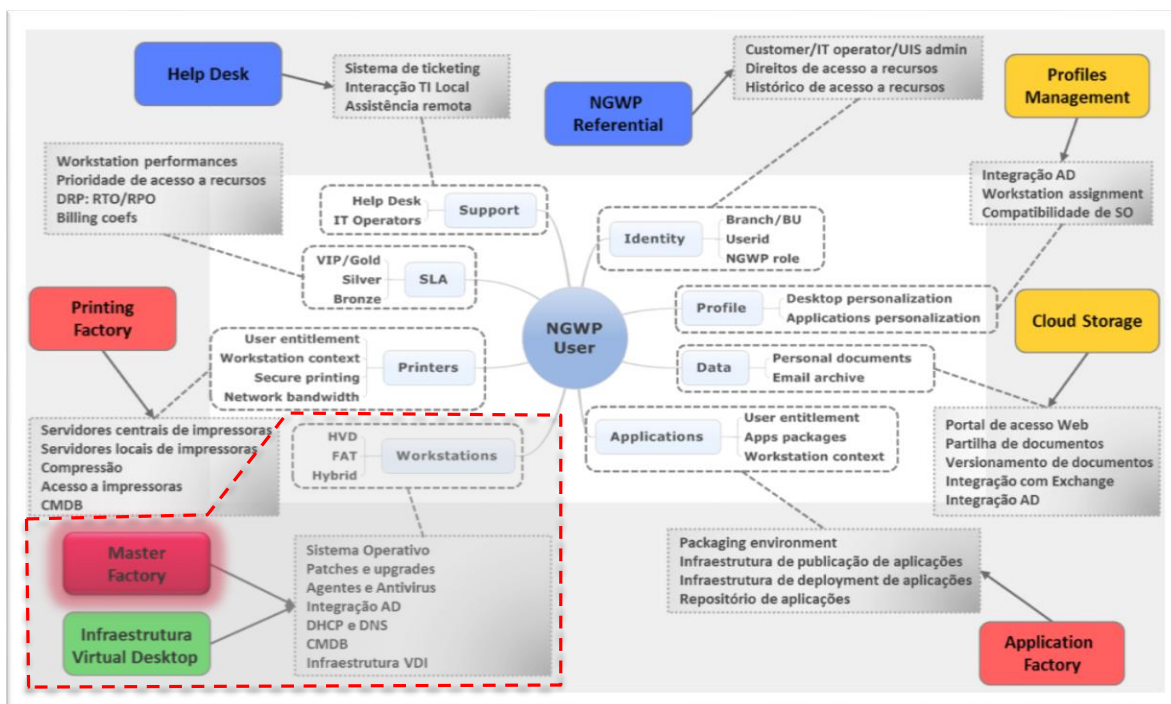 Help Desk
Sistema de ticketing
Interacção TI Local
Assistência remota
NGWP
Referential
Customer/IT operator/UIS admin
Direitos de acesso a recursos
Histórico de acesso a recursos
Profiles
Management
Workstation performances
Prioridade de acesso a recursos
DRP: RTO/RPO
Billing coefs
Integração AD
Workstation assignment
Compatibilidade de SO
Help Desk
IT Operators
Support
Identity
Branch/BU
Userid
NGWP role
VIP/Gold
Silver
Bronze
SLA
NGWP
User
Profile
Desktop personalization
Applications personalization
Printing
Factory
Cloud Storage
User entitlement
Workstation context
Secure printing
Network bandwidth
Printers
Data
Personal documents
Email archive
Servidores centrais de impressoras
Servidores locais de impressoras
Compressão
Acesso a impressoras
CMDB
HVD
FAT
Hybrid
Workstations
Applications
User entitlement
Apps packages
Workstation context
Portal de acesso Web
Partilha de documentos
Versionamento de documentos
Integração com Exchange
Integração AD
Master
Factory
Infraestrutura
Virtual Desktop
Sistema Operativo
Patches e upgrades
Agentes e Antivirus
Integração AD
DHCP e DNS
CMDB
Infraestrutura VDI
Packaging environment
Infraestrutura de publicação de aplicações
Infraestrutura de deployment de aplicações
Repositório de aplicações
Application
Factory